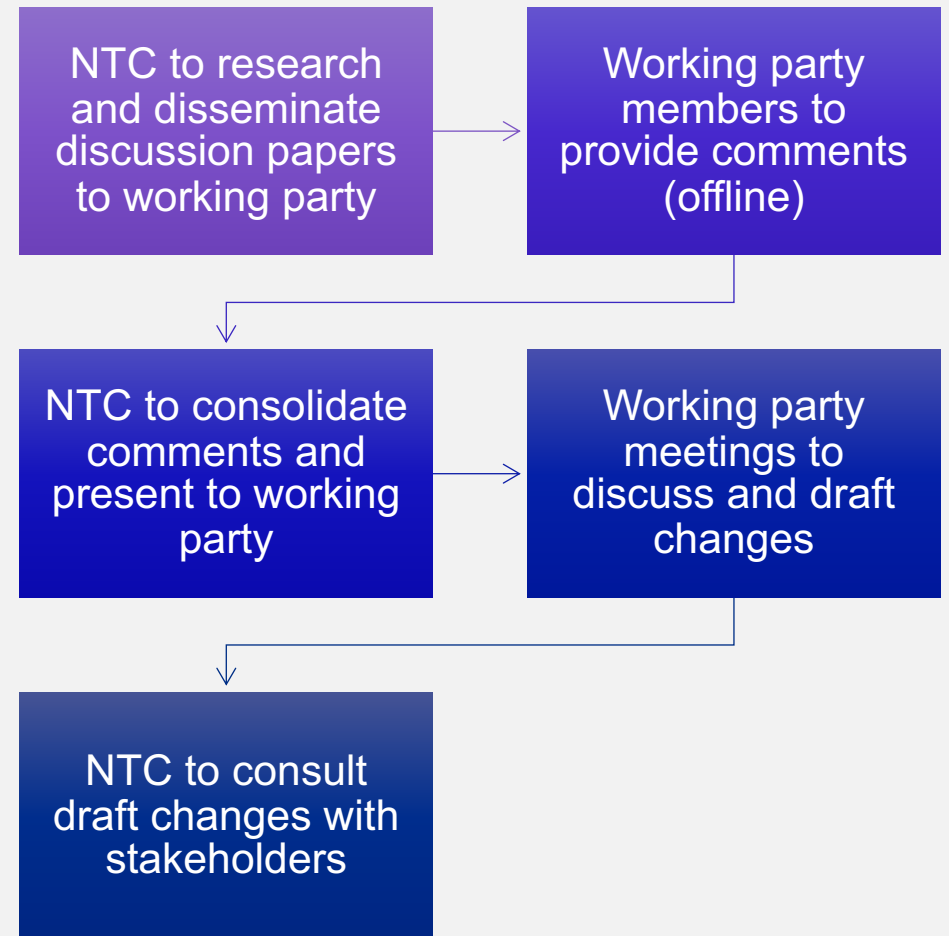 NTC to research
and disseminate
discussion papers
to working party
Working party
members to
provide comments
(offline)
NTC to consolidate
comments and
present to working
party
Working party
meetings to
discuss and draft
changes
NTC to consult
draft changes with
stakeholders